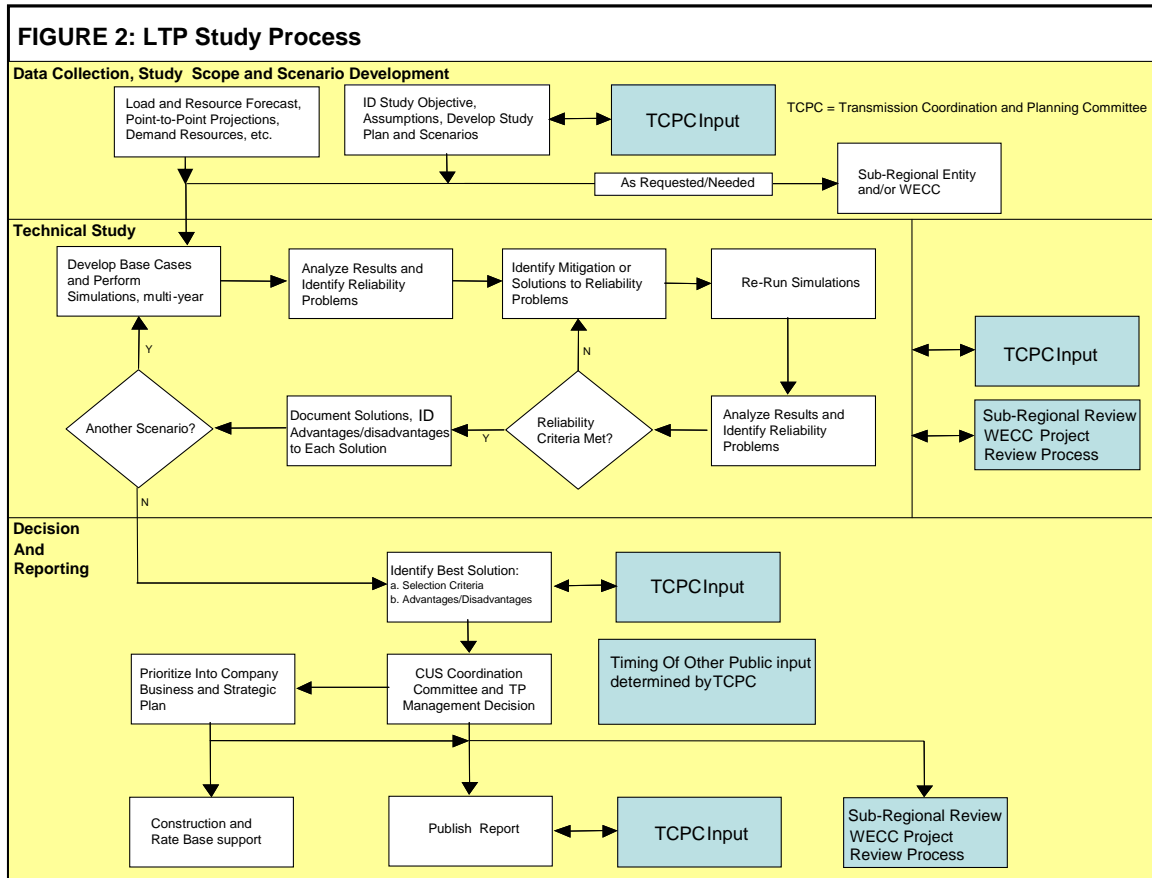 FIGURE 2: LTP Study Process
Data Collection, Study Scope and Scenario Development
Load and Resource Forecast,
Point-to-Point Projections,
Demand Resources, etc.
ID Study Objective,
Assumptions, Develop Study
Plan and Scenarios
TCPC Input
TCPC = Transmission Coordination and Planning Committee
As Requested/Needed
Sub-Regional Entity
and/or WECC
Technical Study
Develop Base Cases
and Perform
Simulations, multi-year
Analyze Results and
Identify Reliability
Problems
Identify Mitigation or
Solutions to Reliability
Problems
Re-Run Simulations
Y
N
TCPC Input
Another Scenario?
Document Solutions, ID
Advantages/disadvantages
to Each Solution
Y
Reliability
Criteria Met?
Analyze Results and
Identify Reliability
Problems
Sub-Regional Review
WECC Project
Review Process
N
Decision
And
Reporting
Identify Best Solution:
a. Selection Criteria
b. Advantages/Disadvantages
TCPC Input
Prioritize Into Company
Business and Strategic
Plan
CUS Coordination
Committee and TP
Management Decision
Timing Of Other Public input
determined by TCPC
Construction and
Rate Base support
Publish Report
TCPC Input
Sub-Regional Review
WECC Project
Review Process